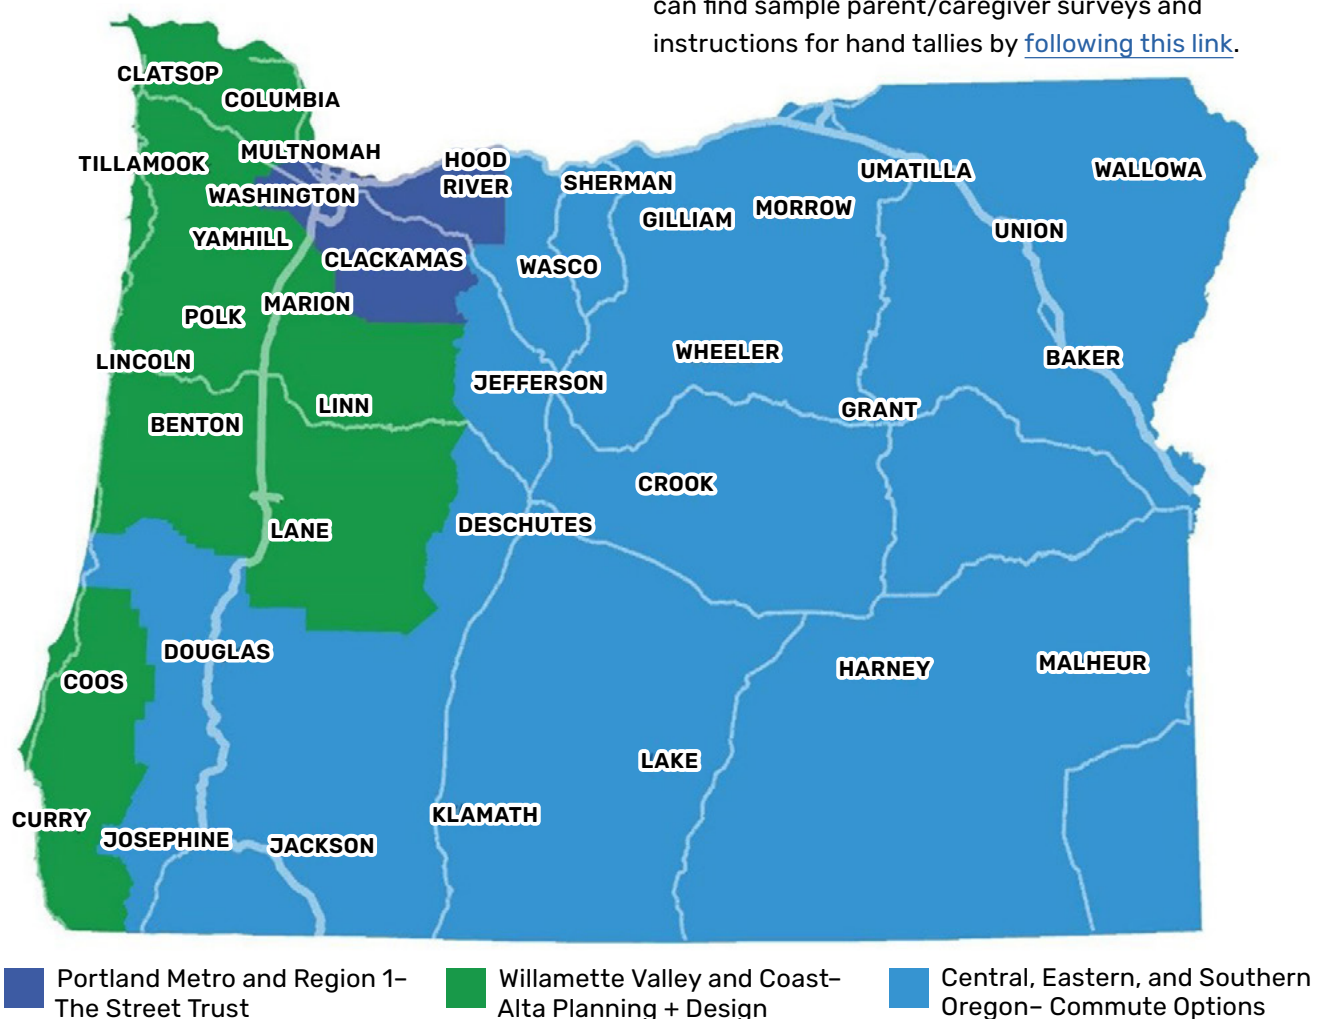 can find sample parent/caregiver surveys and
instructions for hand tallies by following this link.
CLATSOP
COLUMBIA
MULTNOMAH
TILLAMOOK
HOOD
RIVER
WASHINGTON
SHERMAN
UMATILLA
WALLOWA
GILLIAM
MORROW
YAMHILL
UNION
CLACKAMAS
WASCO
MARION
POLK
WHEELER
LINCOLN
BAKER
JEFFERSON
LINN
GRANT
BENTON
CROOK
DESCHUTES
LANE
DOUGLAS
HARNEY
MALHEUR
COOS
LAKE
KLAMATH
CURRY
JOSEPHINE
JACKSON
Portland Metro and Region 1–
The Street Trust
Willamette Valley and Coast–
Alta Planning + Design
Central, Eastern, and Southern
Oregon– Commute Options